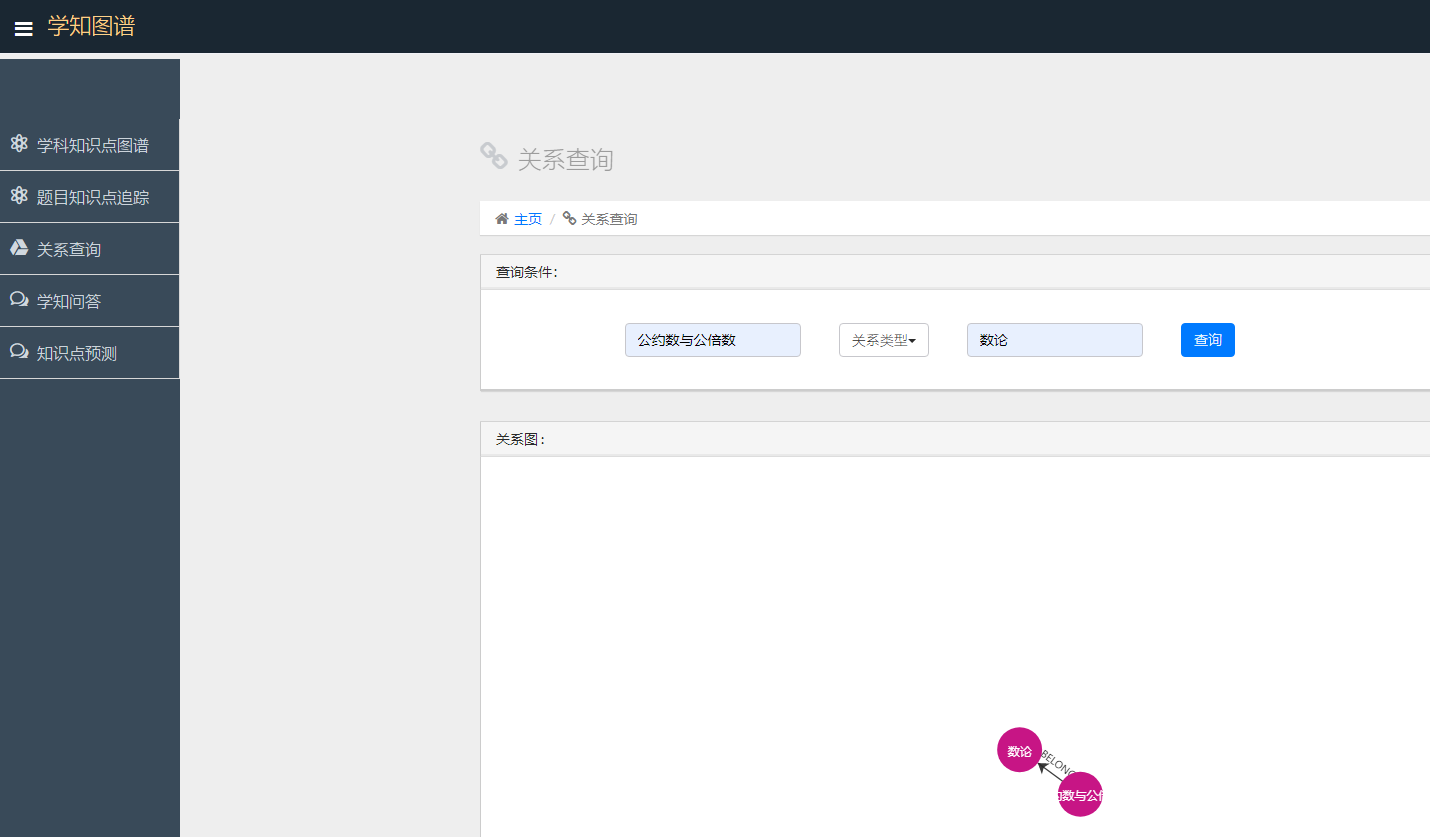 学知图谱
学科知识点图谱
题目知识点追踪
关系查询
学知问答
知识点预测
关系查询
主页 / 关系查询
查询条件：
公约数与公倍数 关系类型 数论 查询
关系图：
数论
BELONG
约数与公倍